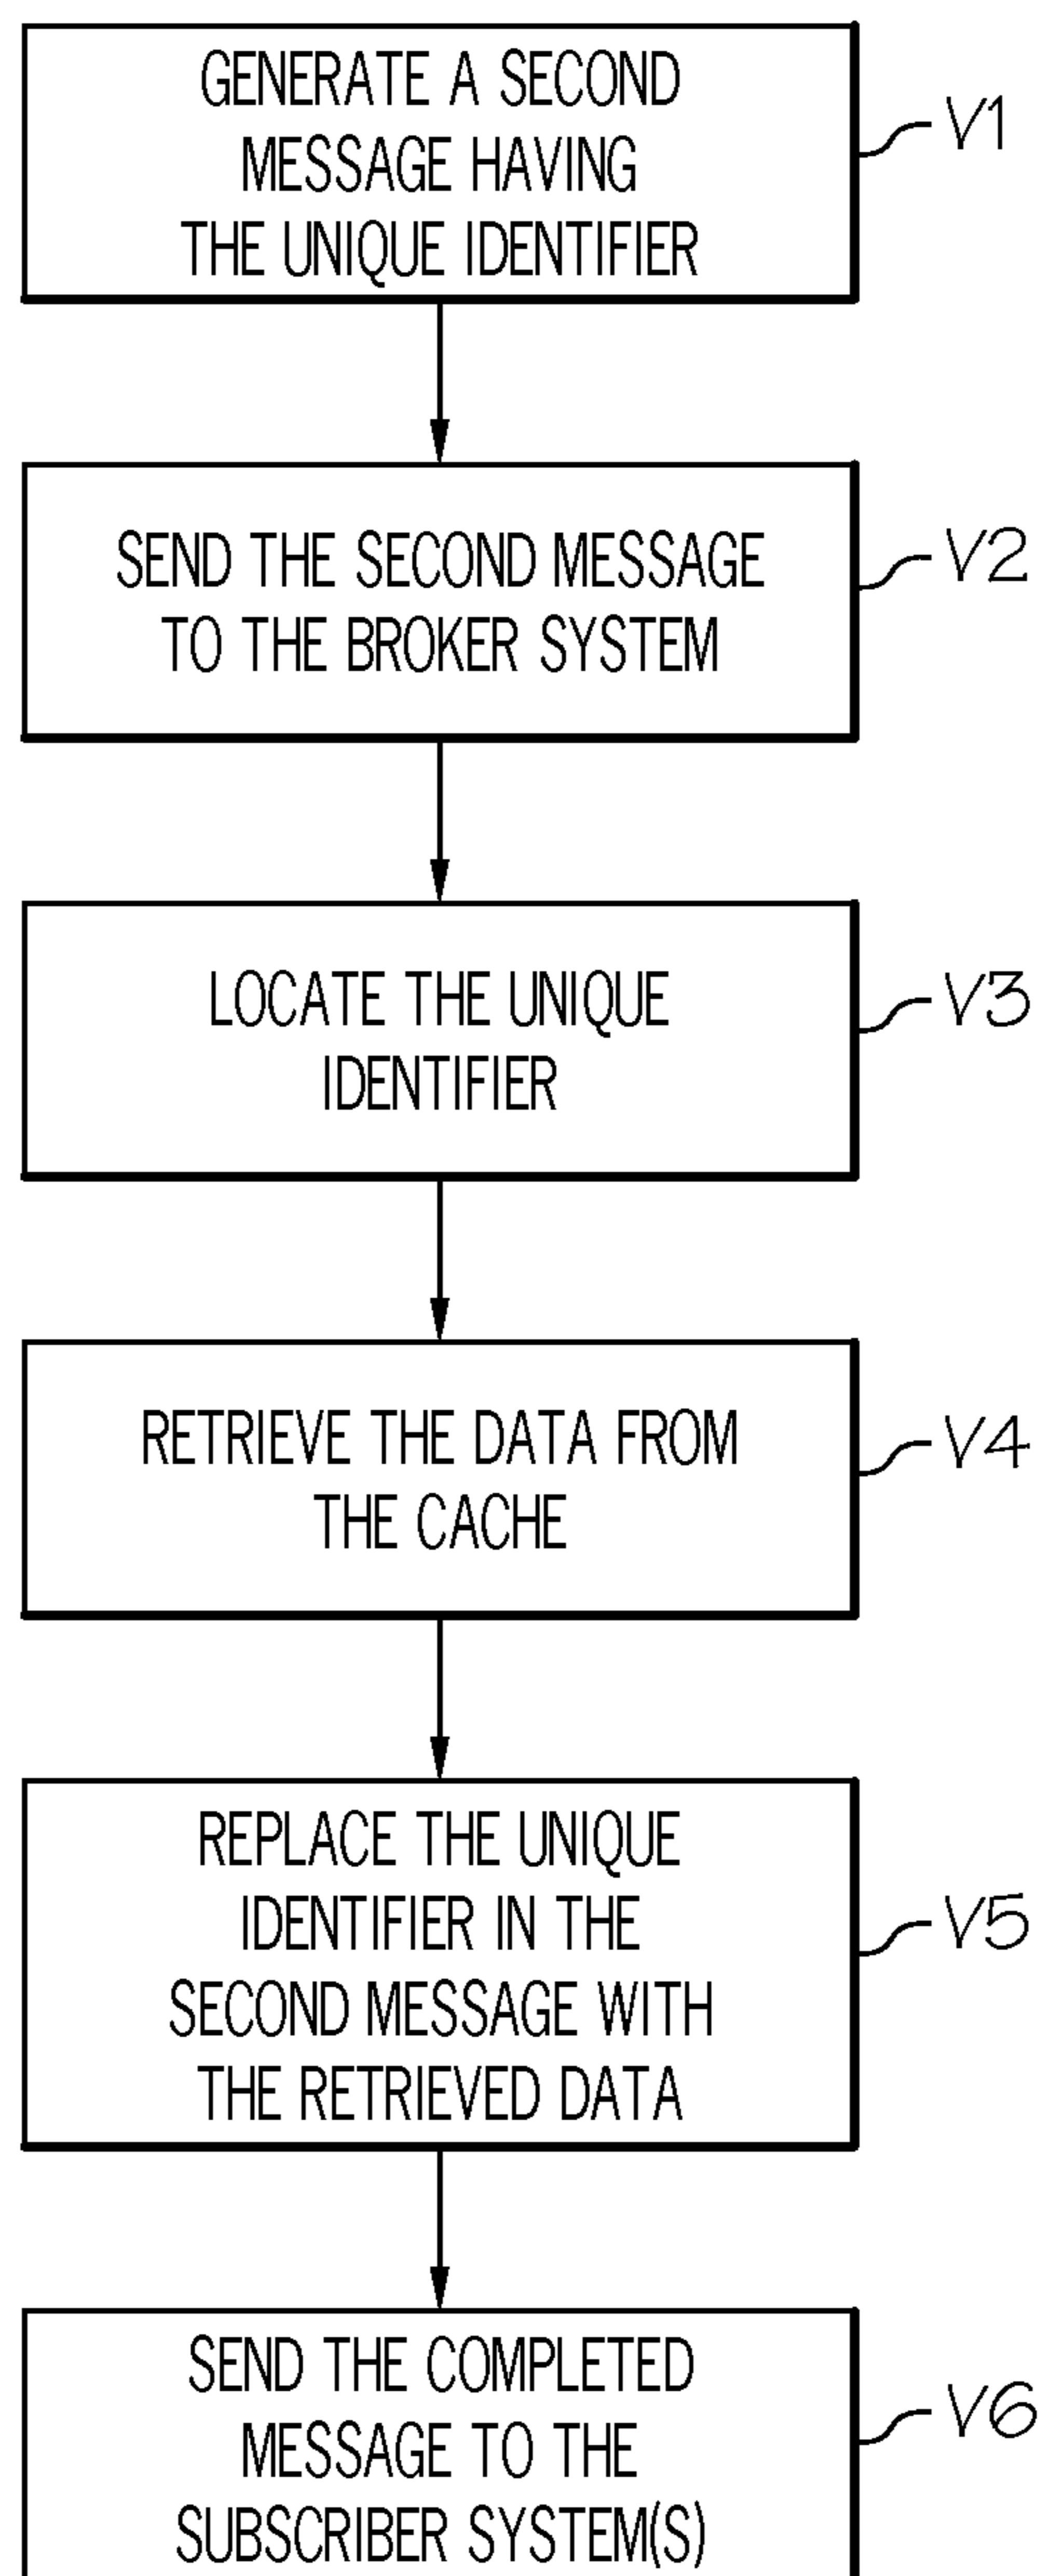 GENERATE A SECOND
MESSAGE HAVING
THE UNIQUE IDENTIFIER
V1
SEND THE SECOND MESSAGE
TO THE BROKER SYSTEM
V2
LOCATE THE UNIQUE
IDENTIFIER
V3
RETRIEVE THE DATA FROM
THE CACHE
V4
REPLACE THE UNIQUE
IDENTIFIER IN THE
SECOND MESSAGE WITH
THE RETRIEVED DATA
V5
SEND THE COMPLETED
MESSAGE TO THE
SUBSCRIBER SYSTEM(S)
V6